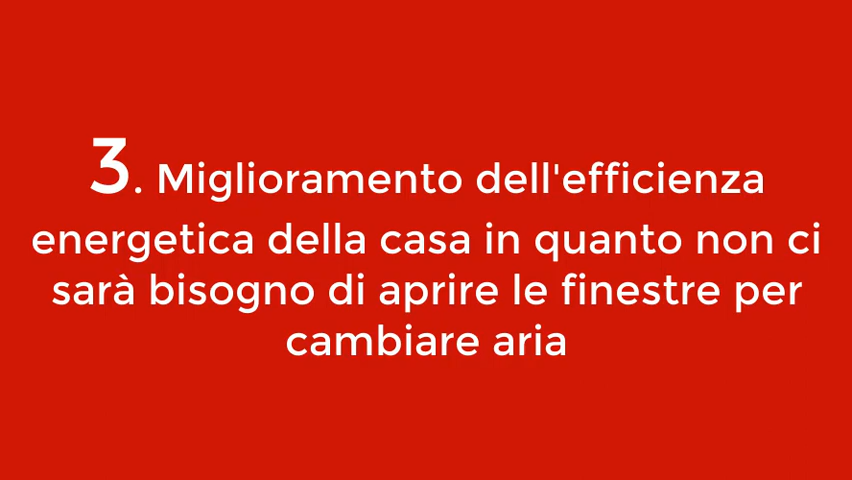 3. Miglioramento dell'efficienza
energetica della casa in quanto non ci
sarà bisogno di aprire le finestre per
cambiare aria